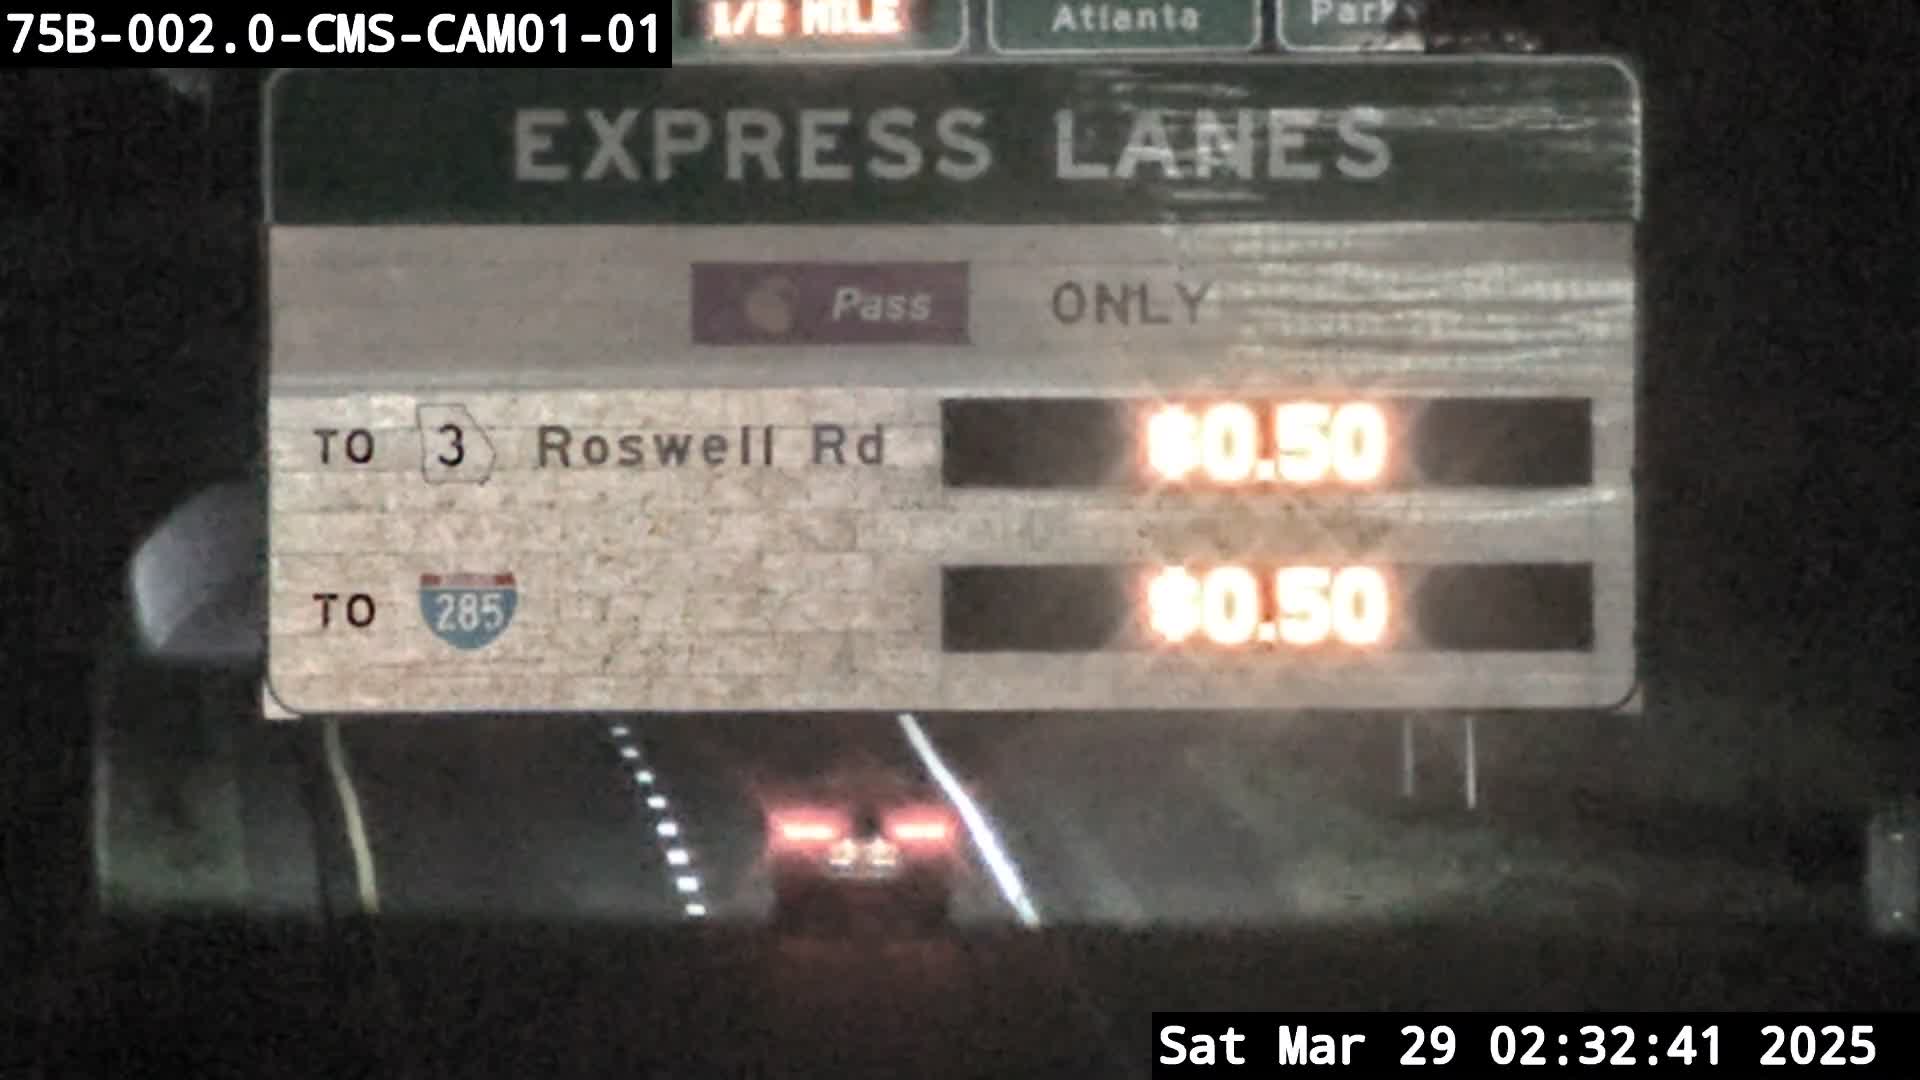 75B-002.0-CMS-CAM01-01
1/2 MILE
Atlanta
Park
EXPRESS LANES
Pass ONLY
TO 3 Roswell Rd $0.50
TO 285 $0.50
Sat Mar 29 02:32:41 2025